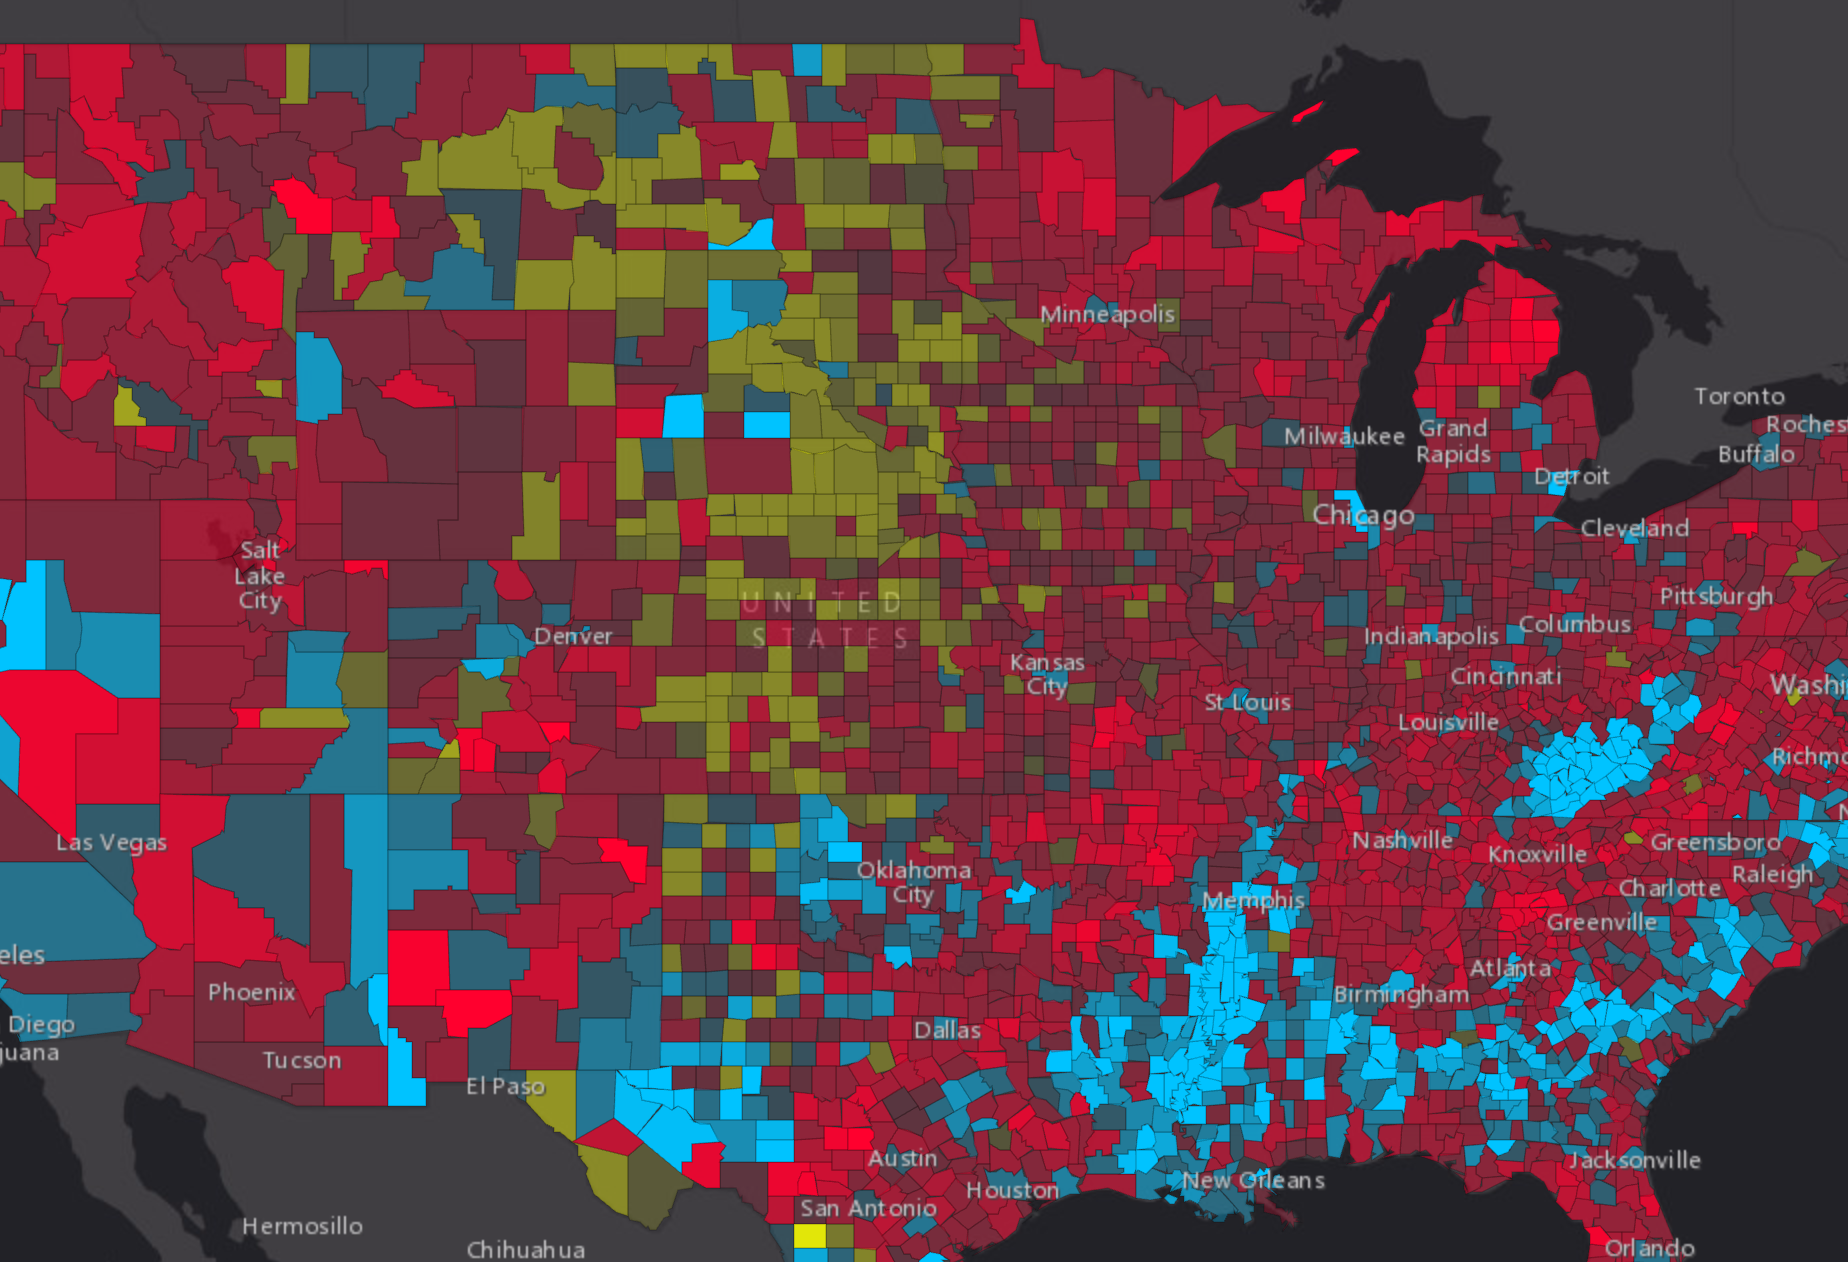 Minneapolis
Toronto
Milwaukee
Grand
Rapids
Roches
Buffalo
Detroit
Chicago
Cleveland
Salt
Lake
City
UNITED
STATES
Denver
Pittsburgh
Columbus
Indianapolis
Kansas
City
Cincinnati
Washi
St Louis
Louisville
Richmo
Las Vegas
N
Nashville
Greensboro
Knoxville
Oklahoma
City
Raleigh
Charlotte
Memphis
Greenville
eles
Atlanta
Phoenix
Birmingham
Diego
juana
Dallas
Tucson
El Paso
Austin
Jacksonville
New Orleans
Houston
San Antonio
Hermosillo
Chihuahua
Orlando